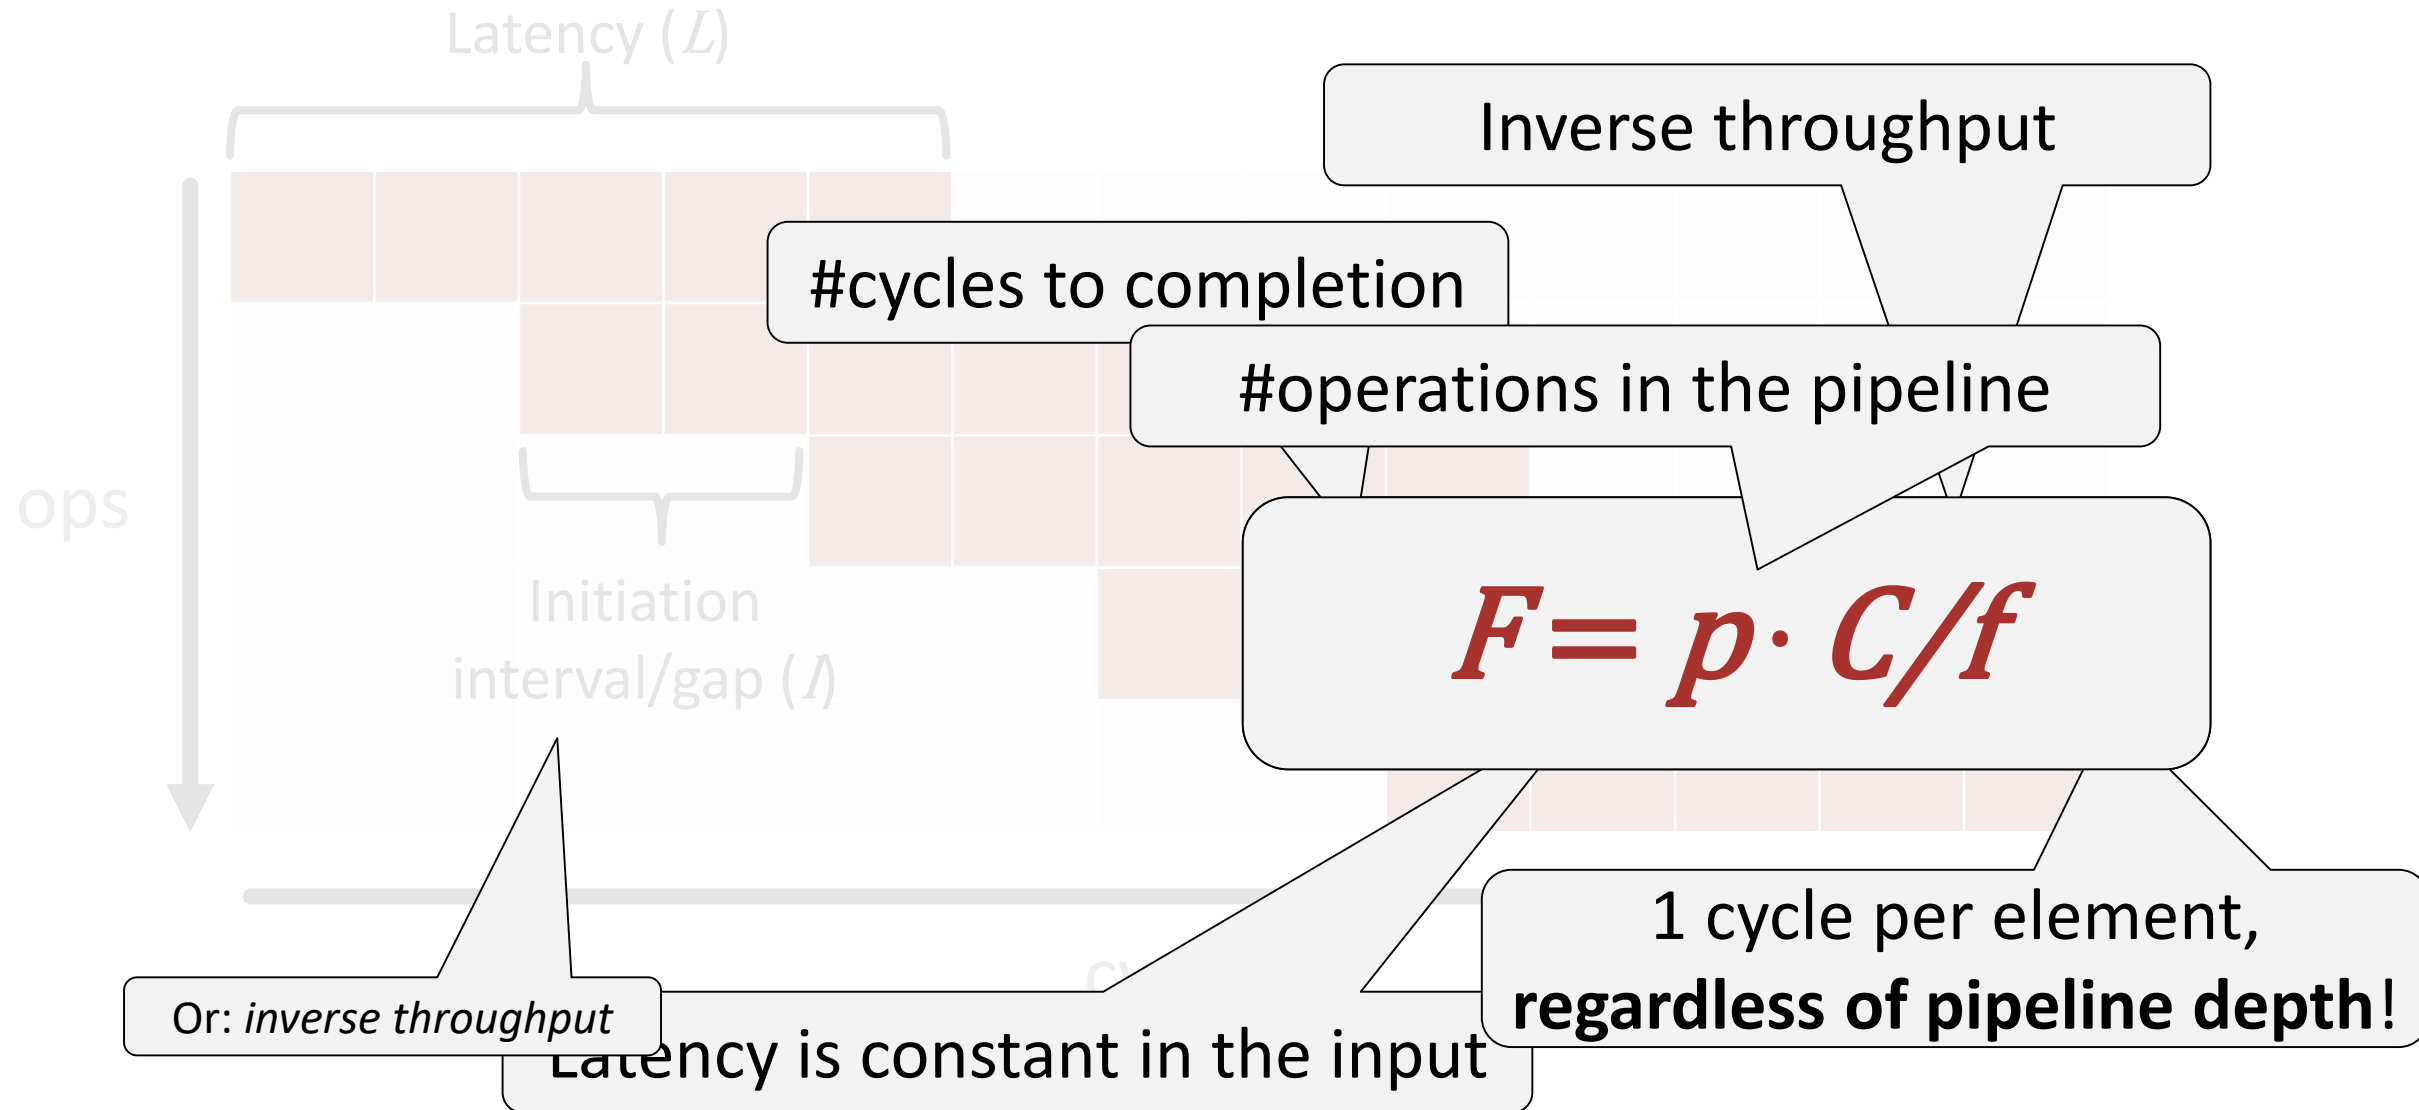 Latency (L)
Inverse throughput
#cycles to completion
#operations in the pipeline
ops
F= p· C/f
Initiation
interval/gap (I)
1 cycle per element,
regardless of pipeline depth!
Or: inverse throughput
Latency is constant in the input